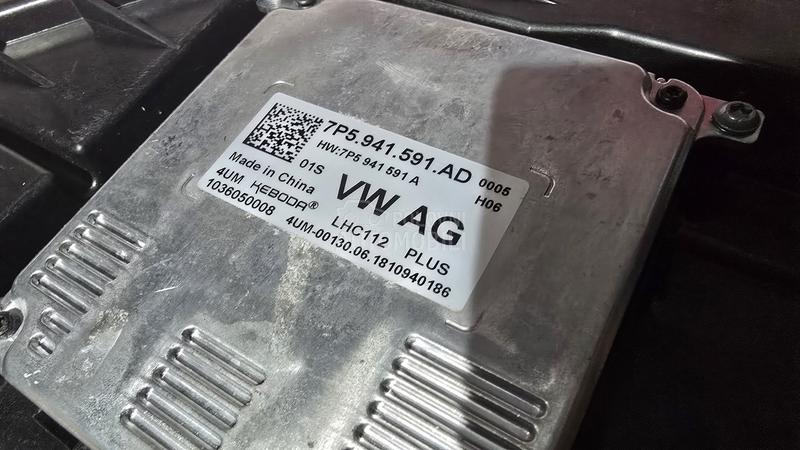 7P5.941.591.AD 0005
HW:7P5 941 591 A H06
01S
Made in China VW AG
4UM KEBODA®
1036050008 LHC112 PLUS
4UM-00130.06.1810940186